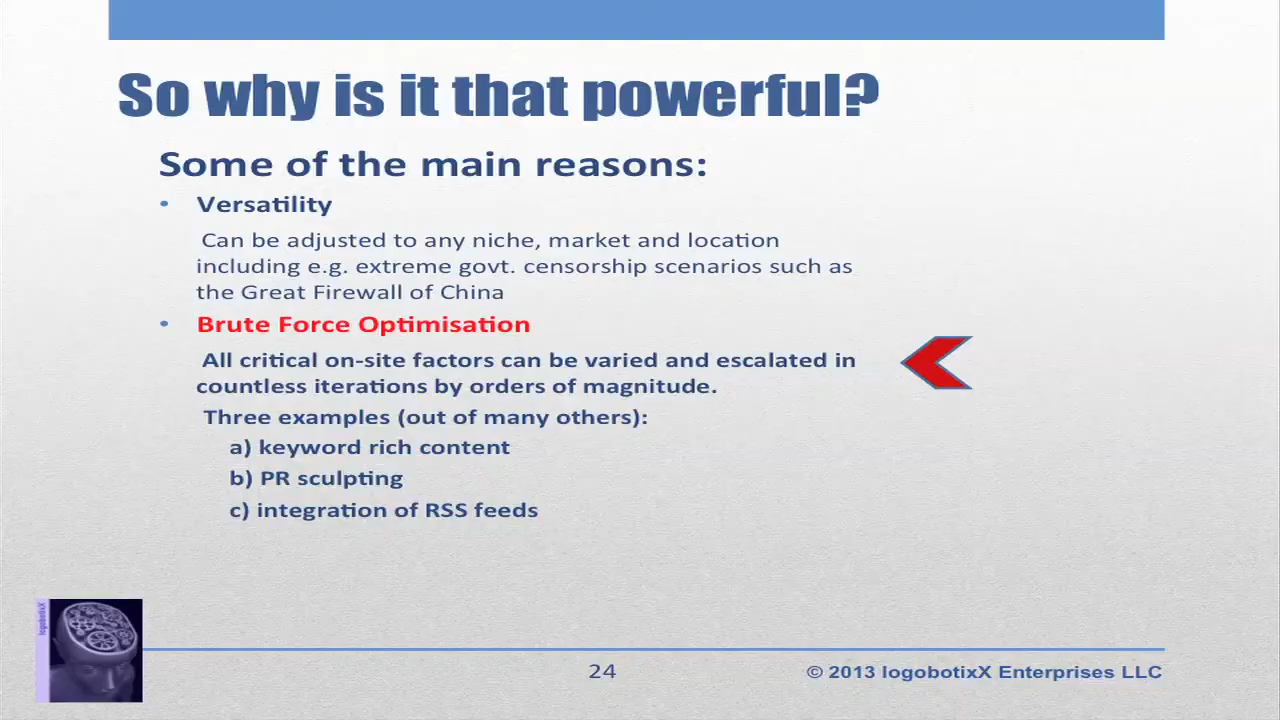 So why is it that powerful?
Some of the main reasons:
• Versatility
Can be adjusted to any niche, market and location
including e.g. extreme govt. censorship scenarios such as
the Great Firewall of China
• Brute Force Optimisation
All critical on-site factors can be varied and escalated in
countless iterations by orders of magnitude.
Three examples (out of many others):
a) keyword rich content
b) PR sculpting
c) integration of RSS feeds
logobotixX
24
© 2013 logobotixX Enterprises LLC